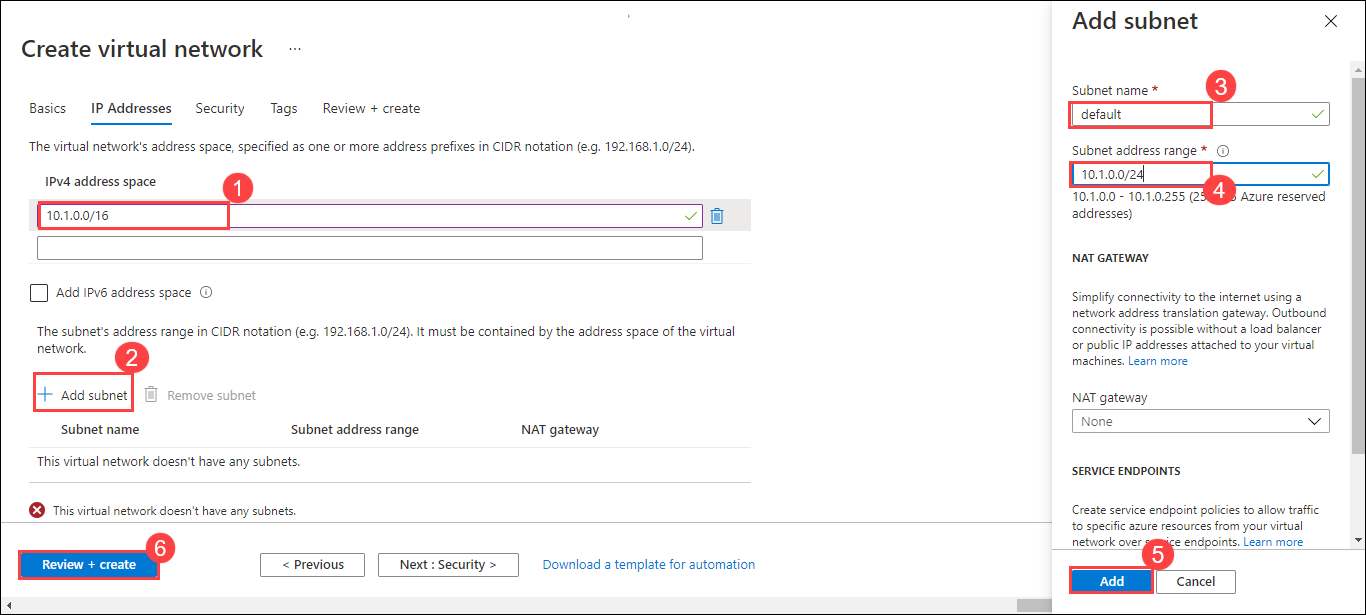 Create virtual network ...
Basics IP Addresses Security Tags Review + create
The virtual network's address space, specified as one or more address prefixes in CIDR notation (e.g. 192.168.1.0/24).
IPv4 address space
1
10.1.0.0/16
Add IPv6 address space
The subnet's address range in CIDR notation (e.g. 192.168.1.0/24). It must be contained by the address space of the virtual
network.
2
+ Add subnet Remove subnet
Subnet name Subnet address range NAT gateway
This virtual network doesn't have any subnets.
This virtual network doesn't have any subnets.
6
Review + create < Previous Next : Security > Download a template for automation
Add subnet
Subnet name *
3
default
Subnet address range *
10.1.0.0/24
4
10.1.0.0 - 10.1.0.255 ( Azure reserved
addresses)
NAT GATEWAY
Simplify connectivity to the internet using a
network address translation gateway. Outbound
connectivity is possible without a load balancer
or public IP addresses attached to your virtual
machines. Learn more
NAT gateway
None
SERVICE ENDPOINTS
Create service endpoint policies to allow traffic
to specific azure resources from your virtual
network over service endpoints. Learn more
5
Add Cancel